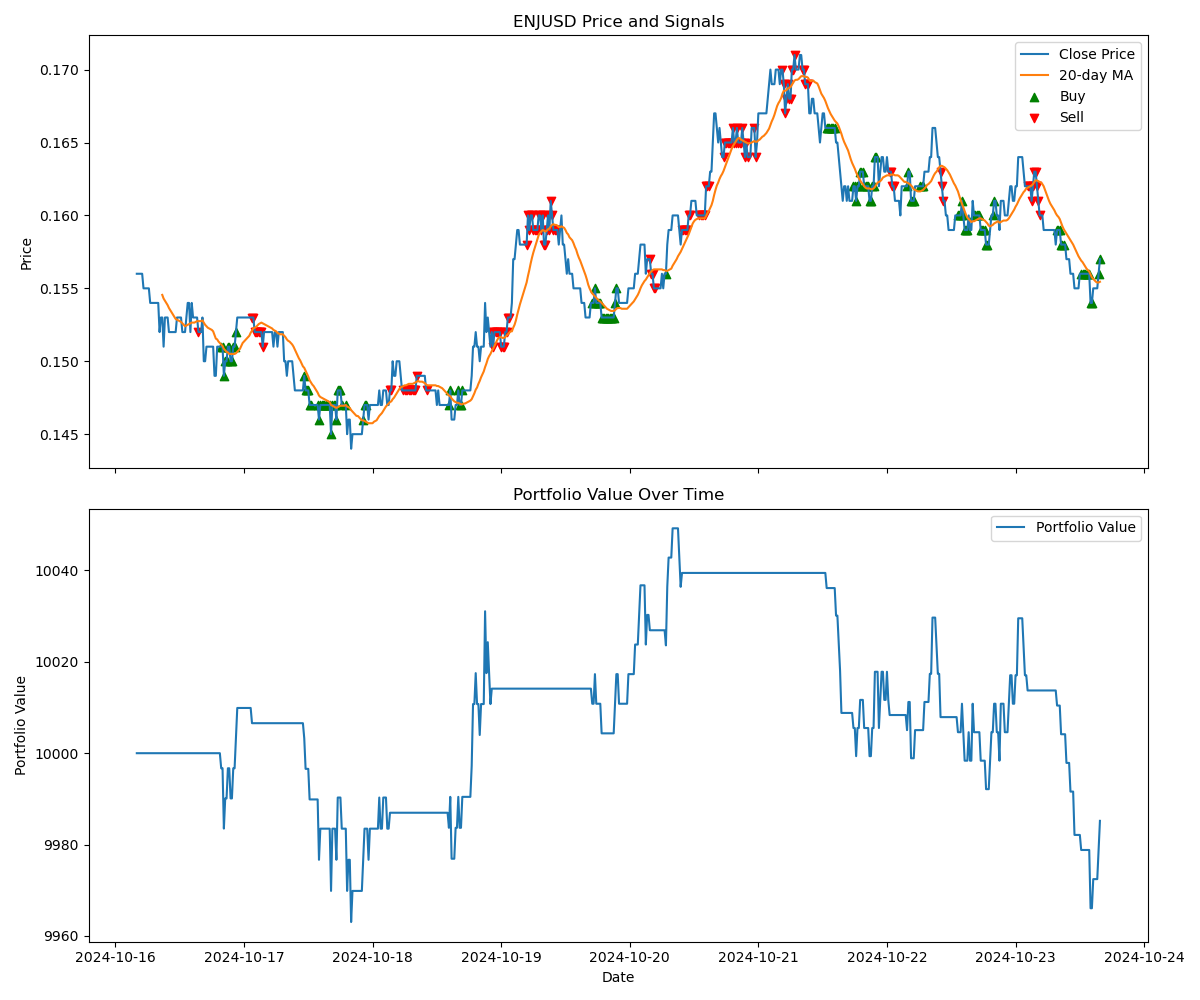 ENJUSD Price and Signals
Price
0.170
0.165
0.160
0.155
0.150
0.145
Close Price
20-day MA
Buy
Sell
Portfolio Value Over Time
Portfolio Value
10040
10020
10000
9980
9960
Portfolio Value
2024-10-16 2024-10-17 2024-10-18 2024-10-19 2024-10-20 2024-10-21 2024-10-22 2024-10-23 2024-10-24
Date